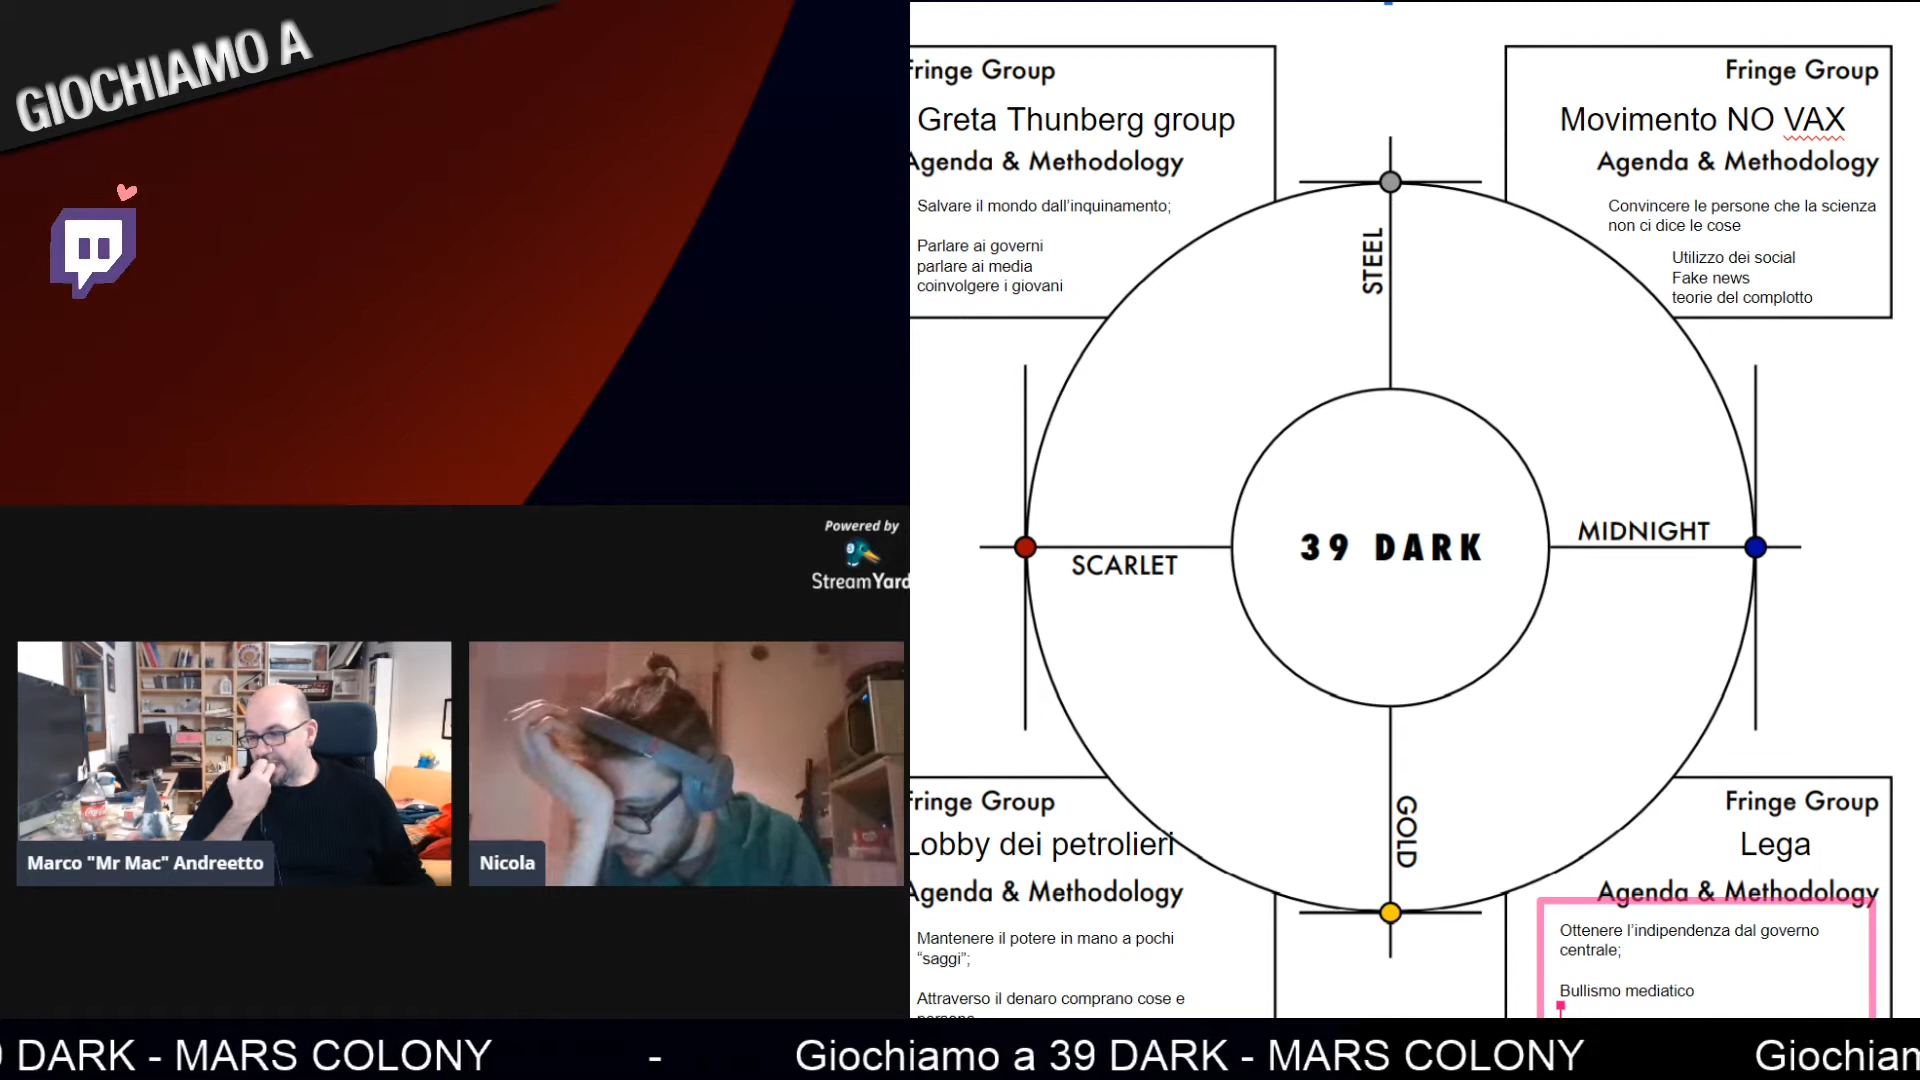 GIOCHIAMO A
Powered by
StreamYard
Marco "Mr Mac" Andreetto
Nicola
Fringe Group
Greta Thunberg group
Agenda & Methodology
Salvare il mondo dall'inquinamento;
Parlare ai governi
parlare ai media
coinvolgere i giovani
Fringe Group
Movimento NO VAX
Agenda & Methodology
Convincere le persone che la scienza
non ci dice le cose
Utilizzo dei social
Fake news
teorie del complotto
STEEL
SCARLET
39 DARK
MIDNIGHT
GOLD
Fringe Group
Lobby dei petrolieri
Agenda & Methodology
Mantenere il potere in mano a pochi
"saggi";
Attraverso il denaro comprano cose e
Fringe Group
Lega
Agenda & Methodology
Ottenere l'indipendenza dal governo
centrale;
Bullismo mediatico
DARK - MARS COLONY - Giochiamo a 39 DARK - MARS COLONY Giochiam